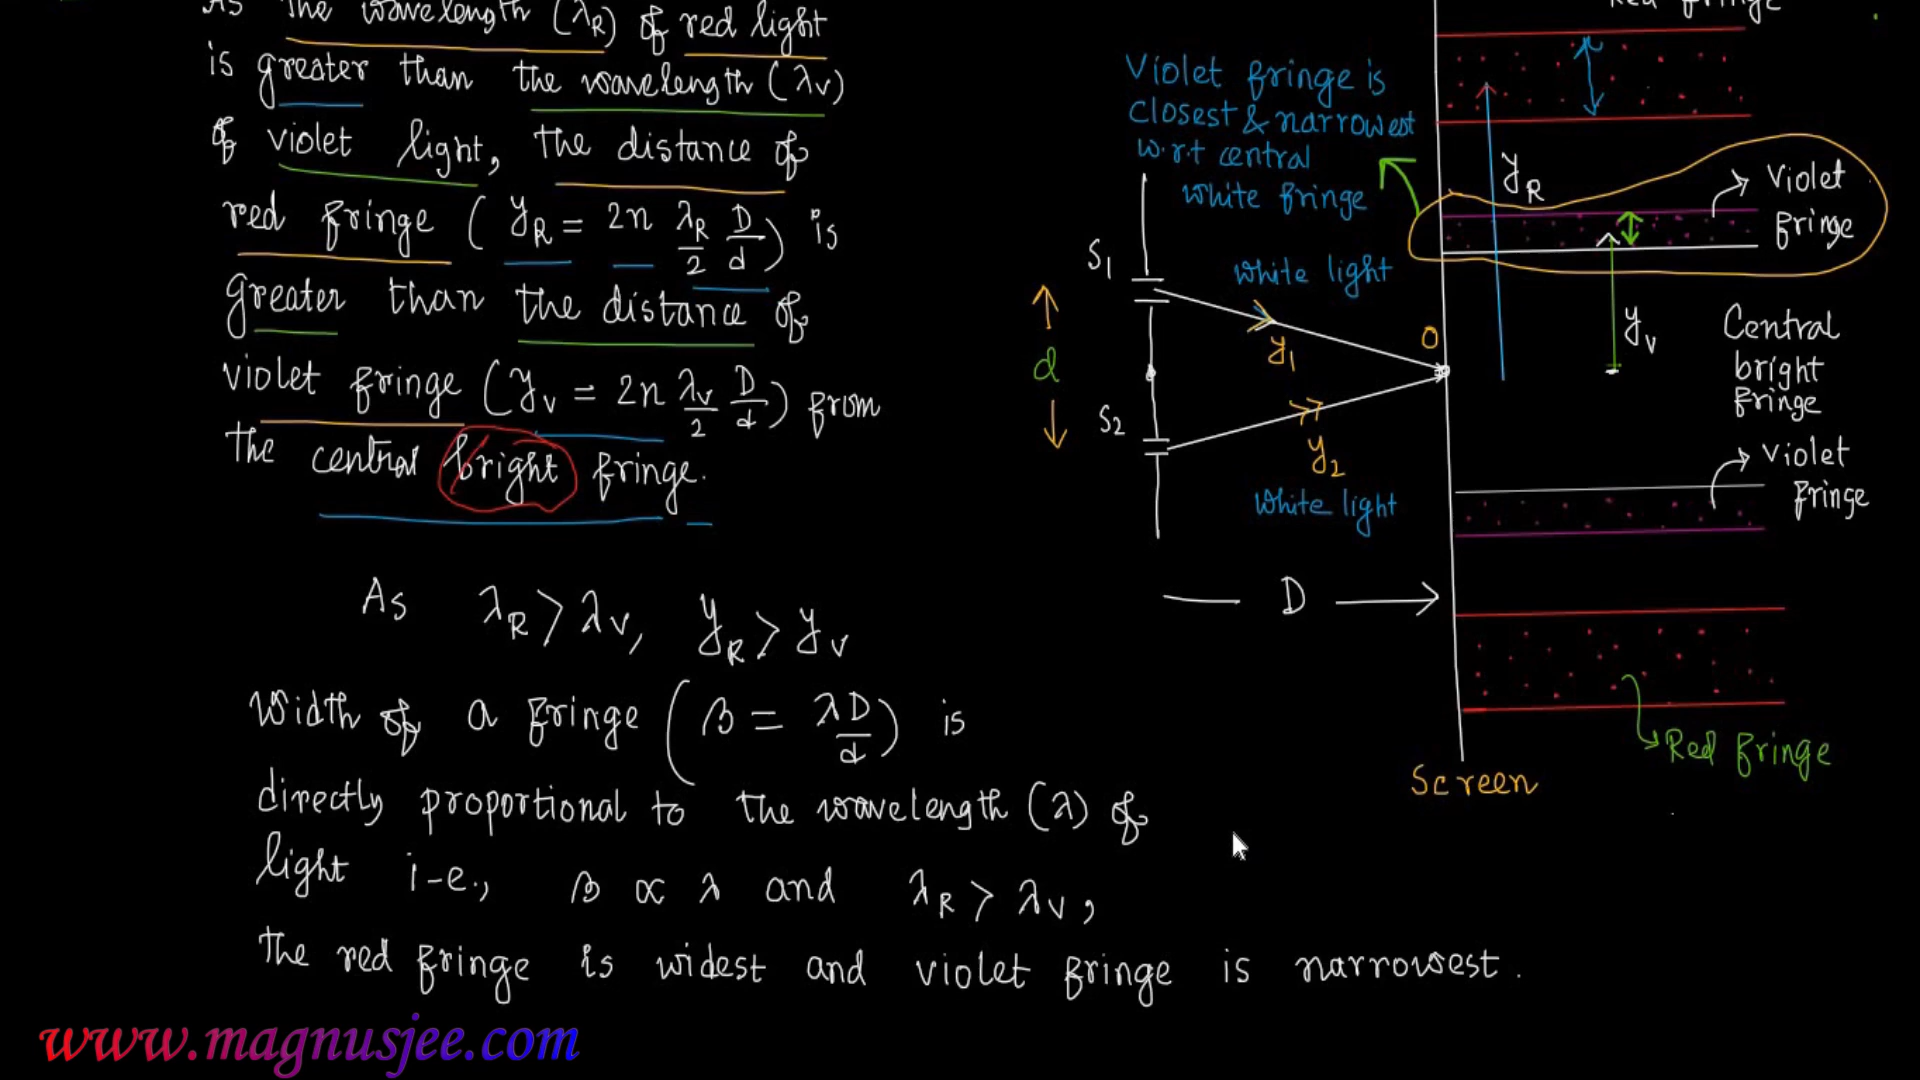 As the wavelength (λR) of red light
is greater than the wavelength (λv)
of violet light, the distance of
red fringe ( yR = 2n λR/2 D/d ) is
greater than the distance of
violet fringe ( yv = 2n λv/2 D/d ) from
the central bright fringe.
As λR > λv, yR > yv
Width of a fringe ( β = λD/d ) is
directly proportional to the wavelength (λ) of
light i-e., β ∝ λ and λR > λv,
the red fringe is widest and violet fringe is narrowest.
www.magnusjee.com
Red fringe
Violet fringe is
closest & narrowest
w.r.t central
white fringe
yR
Violet
fringe
S1
white light
y1
O
d
yv
Central
bright
fringe
S2
y2
white light
Violet
fringe
D
Red fringe
Screen